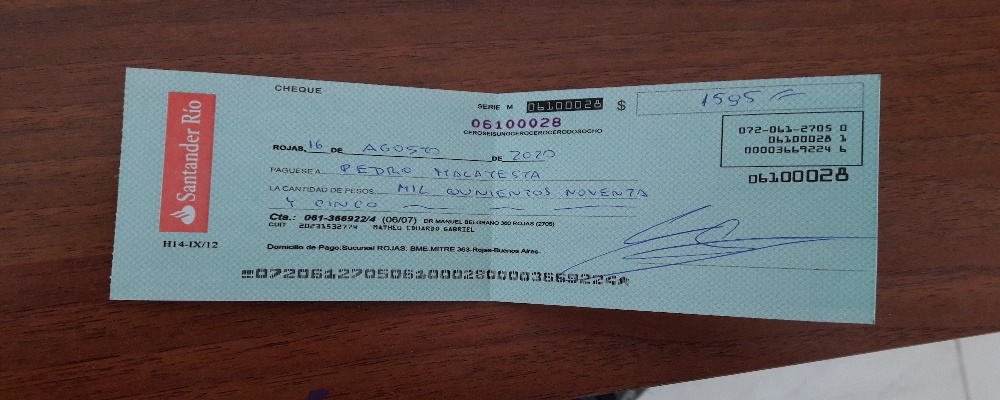 CHEQUE
Santander Río
H14-IX/12
SERIE M 06100028 $ 1595
06100028
CEROSEISUNOCEROCEROCERODOSOCHO
072-061-2705 0
06100028 1
00003669224 6
06100028
ROJAS, 16 DE AGOSTO DE 2020
PAGUESE A PEDRO MALATESTA
LA CANTIDAD DE PESOS MIL QUINIENTOS NOVENTA
Y CINCO
Cta.: 061-366922/4 (06/07) DR MANUEL BELGRANO 360 ROJAS (2705)
CUIT 20231532774 MATHEU EDUARDO GABRIEL
Domicilio de Pago:Sucursal ROJAS: BME.MITRE 363-Rojas-Buenos Aires.